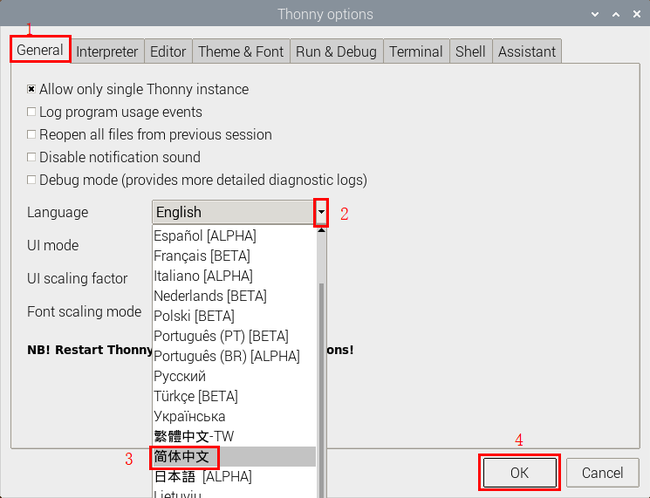 Thonny options
1
General Interpreter Editor Theme & Font Run & Debug Terminal Shell Assistant
Allow only single Thonny instance
Log program usage events
Reopen all files from previous session
Disable notification sound
Debug mode (provides more detailed diagnostic logs)
Language English 2
UI mode
UI scaling factor
Font scaling mode
Español [ALPHA]
Français [BETA]
Italiano [ALPHA]
Nederlands [BETA]
Polski [BETA]
Português (PT) [BETA]
Português (BR) [ALPHA]
Русский
Türkçe [BETA]
Українська
繁體中文-TW
3 简体中文
日本語 [ALPHA]
Lietuvių
NB! Restart Thonny ons!
4
OK Cancel